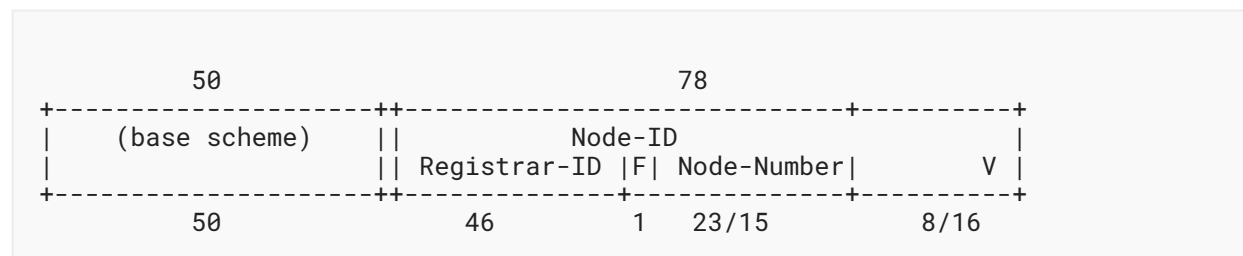 50                                78
+---------------------++-----------------------------+----------+
|    (base scheme)    ||           Node-ID                      |
|                     || Registrar-ID |F| Node-Number|        V |
+---------------------++--------------+--------------+----------+
          50                46         1   23/15         8/16